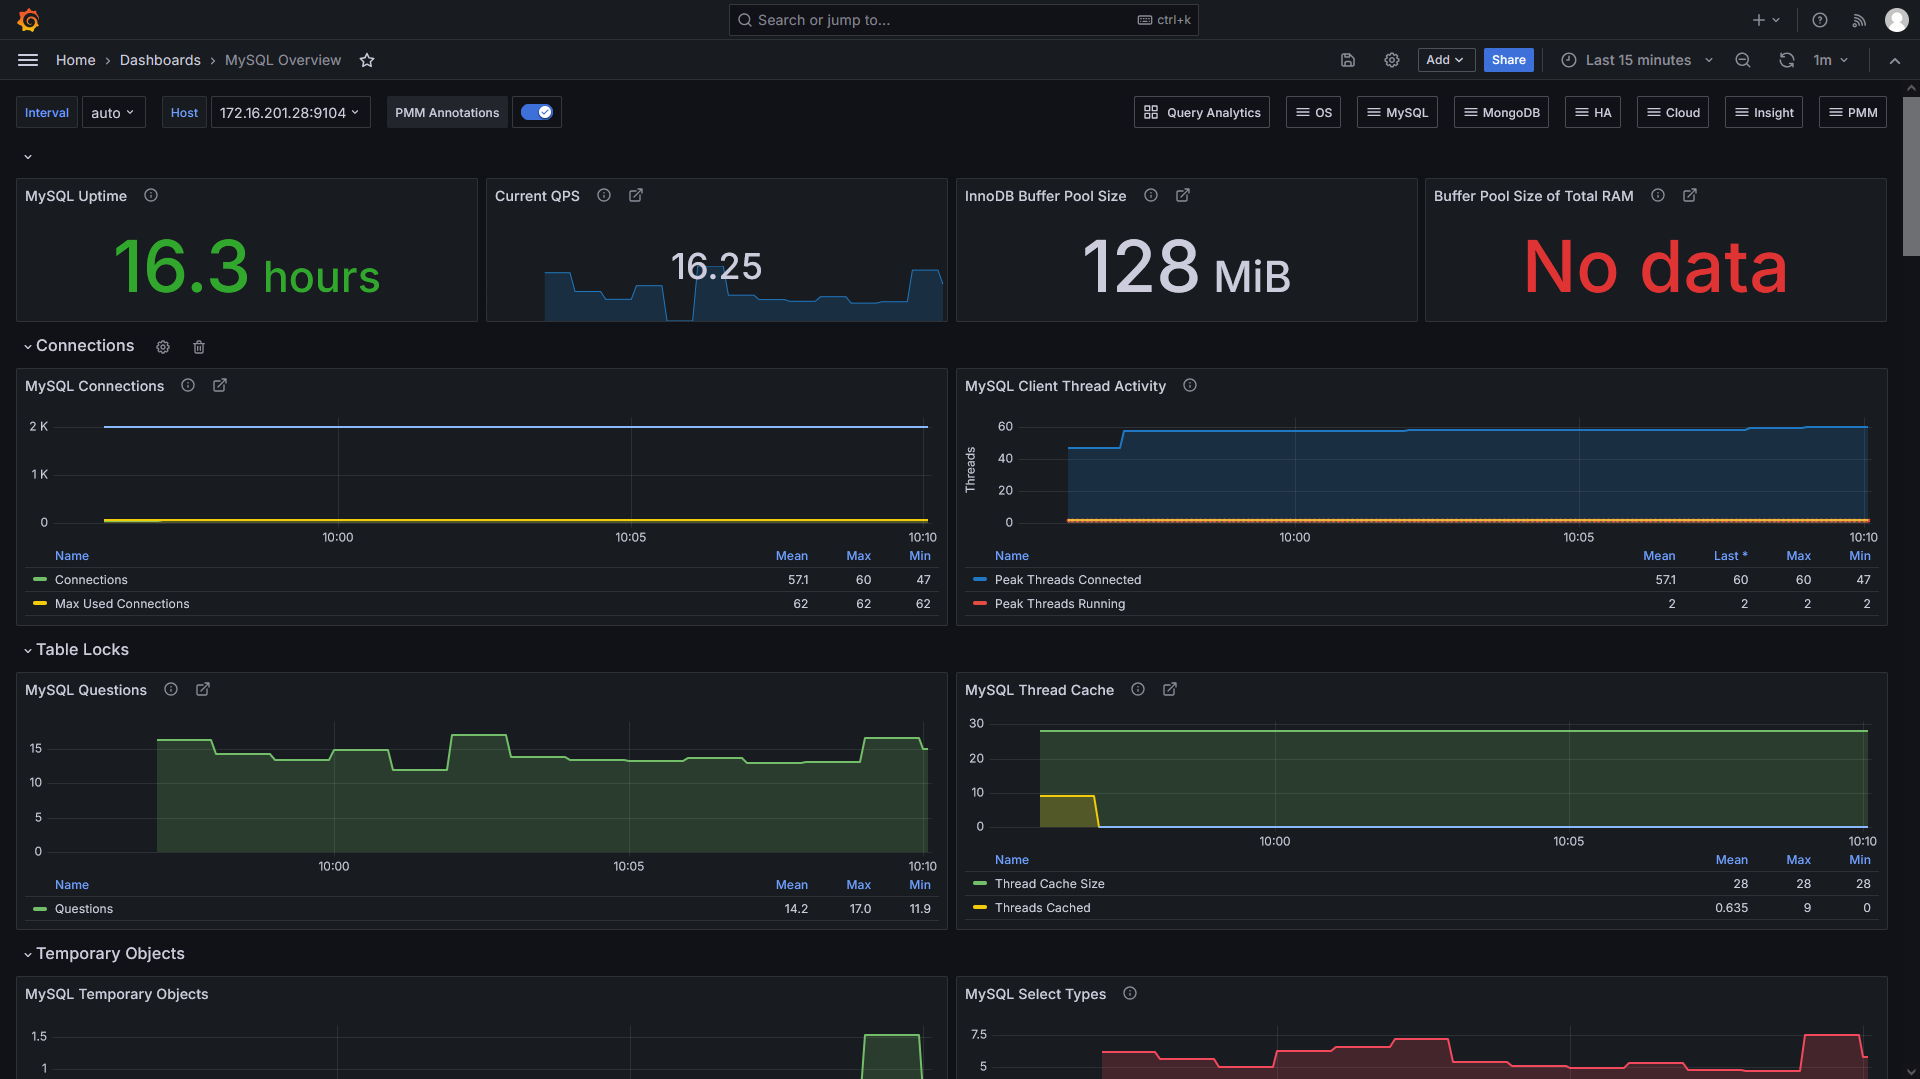 Search or jump to...
ctrl+k
Home › Dashboards › MySQL Overview
Add
Share
Last 15 minutes
1m
Interval
auto
Host
172.16.201.28:9104
PMM Annotations
Query Analytics
OS
MySQL
MongoDB
HA
Cloud
Insight
PMM
MySQL Uptime
16.3 hours
Current QPS
16.25
InnoDB Buffer Pool Size
128 MiB
Buffer Pool Size of Total RAM
No data
Connections
MySQL Connections
2 K
1 K
0
10:00
10:05
10:10
Name Mean Max Min
Connections 57.1 60 47
Max Used Connections 62 62 62
MySQL Client Thread Activity
Threads
60
40
20
0
10:00
10:05
10:10
Name Mean Last * Max Min
Peak Threads Connected 57.1 60 60 47
Peak Threads Running 2 2 2 2
Table Locks
MySQL Questions
15
10
5
0
10:00
10:05
10:10
Name Mean Max Min
Questions 14.2 17.0 11.9
MySQL Thread Cache
30
20
10
0
10:00
10:05
10:10
Name Mean Max Min
Thread Cache Size 28 28 28
Threads Cached 0.635 9 0
Temporary Objects
MySQL Temporary Objects
1.5
1
MySQL Select Types
7.5
5